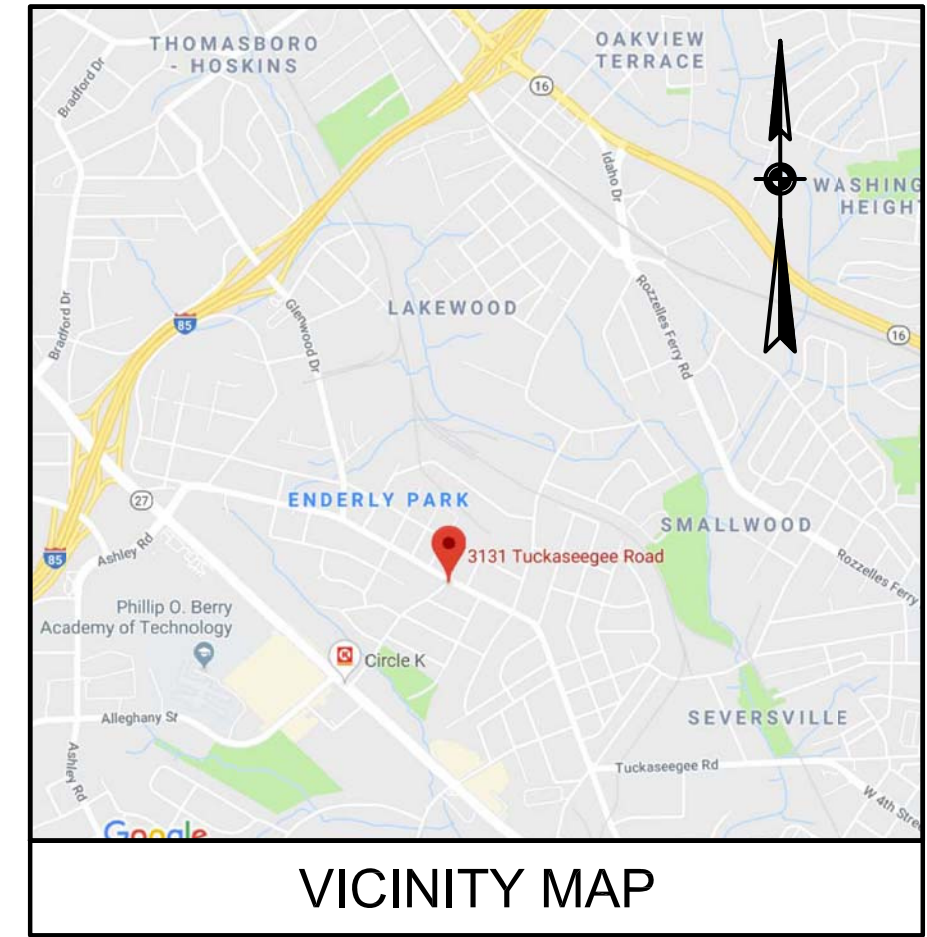 THOMASBORO
- HOSKINS
OAKVIEW
TERRACE
Bradford Dr
16
Idaho Dr
WASHING
HEIGHT
LAKEWOOD
Glenwood Dr
85
Bradford Dr
Rozzelles Ferry Rd
16
27
ENDERLY PARK
SMALLWOOD
85
Ashley Rd
3131 Tuckaseegee Road
Rozzelles Ferry
Phillip O. Berry
Academy of Technology
K
Circle K
Alleghany St
SEVERSVILLE
Ashley Rd
Tuckaseegee Rd
W 4th Stre
Google
VICINITY MAP